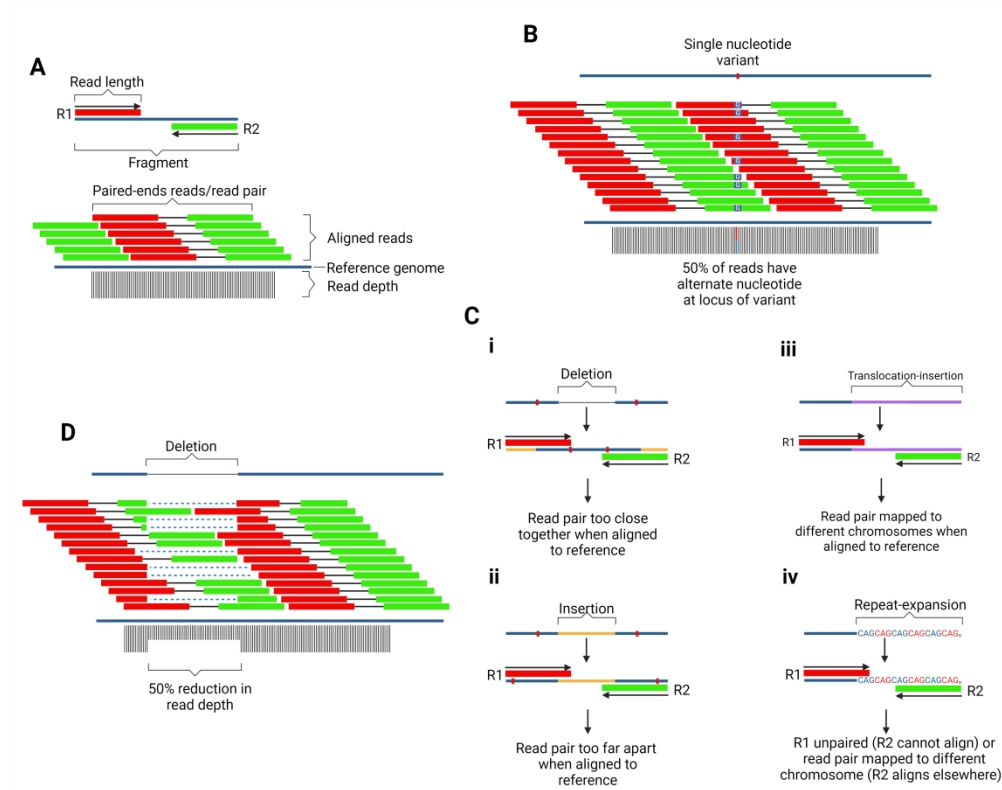 A
Read length
R1
R2
Fragment
Paired-ends reads/read pair
Aligned reads
Reference genome
Read depth
B
Single nucleotide
variant
G
G
G
G
G
G
50% of reads have
alternate nucleotide
at locus of variant
C
i
Deletion
R1
R2
Read pair too close
together when aligned
to reference
ii
Insertion
R1
R2
Read pair too far apart
when aligned to
reference
iii
Translocation-insertion
R1
R2
Read pair mapped to
different chromosomes when
aligned to reference
iv
Repeat-expansion
CAGCAGCAGCAGCAGCAGn
R1
CAGCAGCAGCAGCAGCAGn
R2
R1 unpaired (R2 cannot align) or
read pair mapped to different
chromosome (R2 aligns elsewhere)
D
Deletion
50% reduction in
read depth